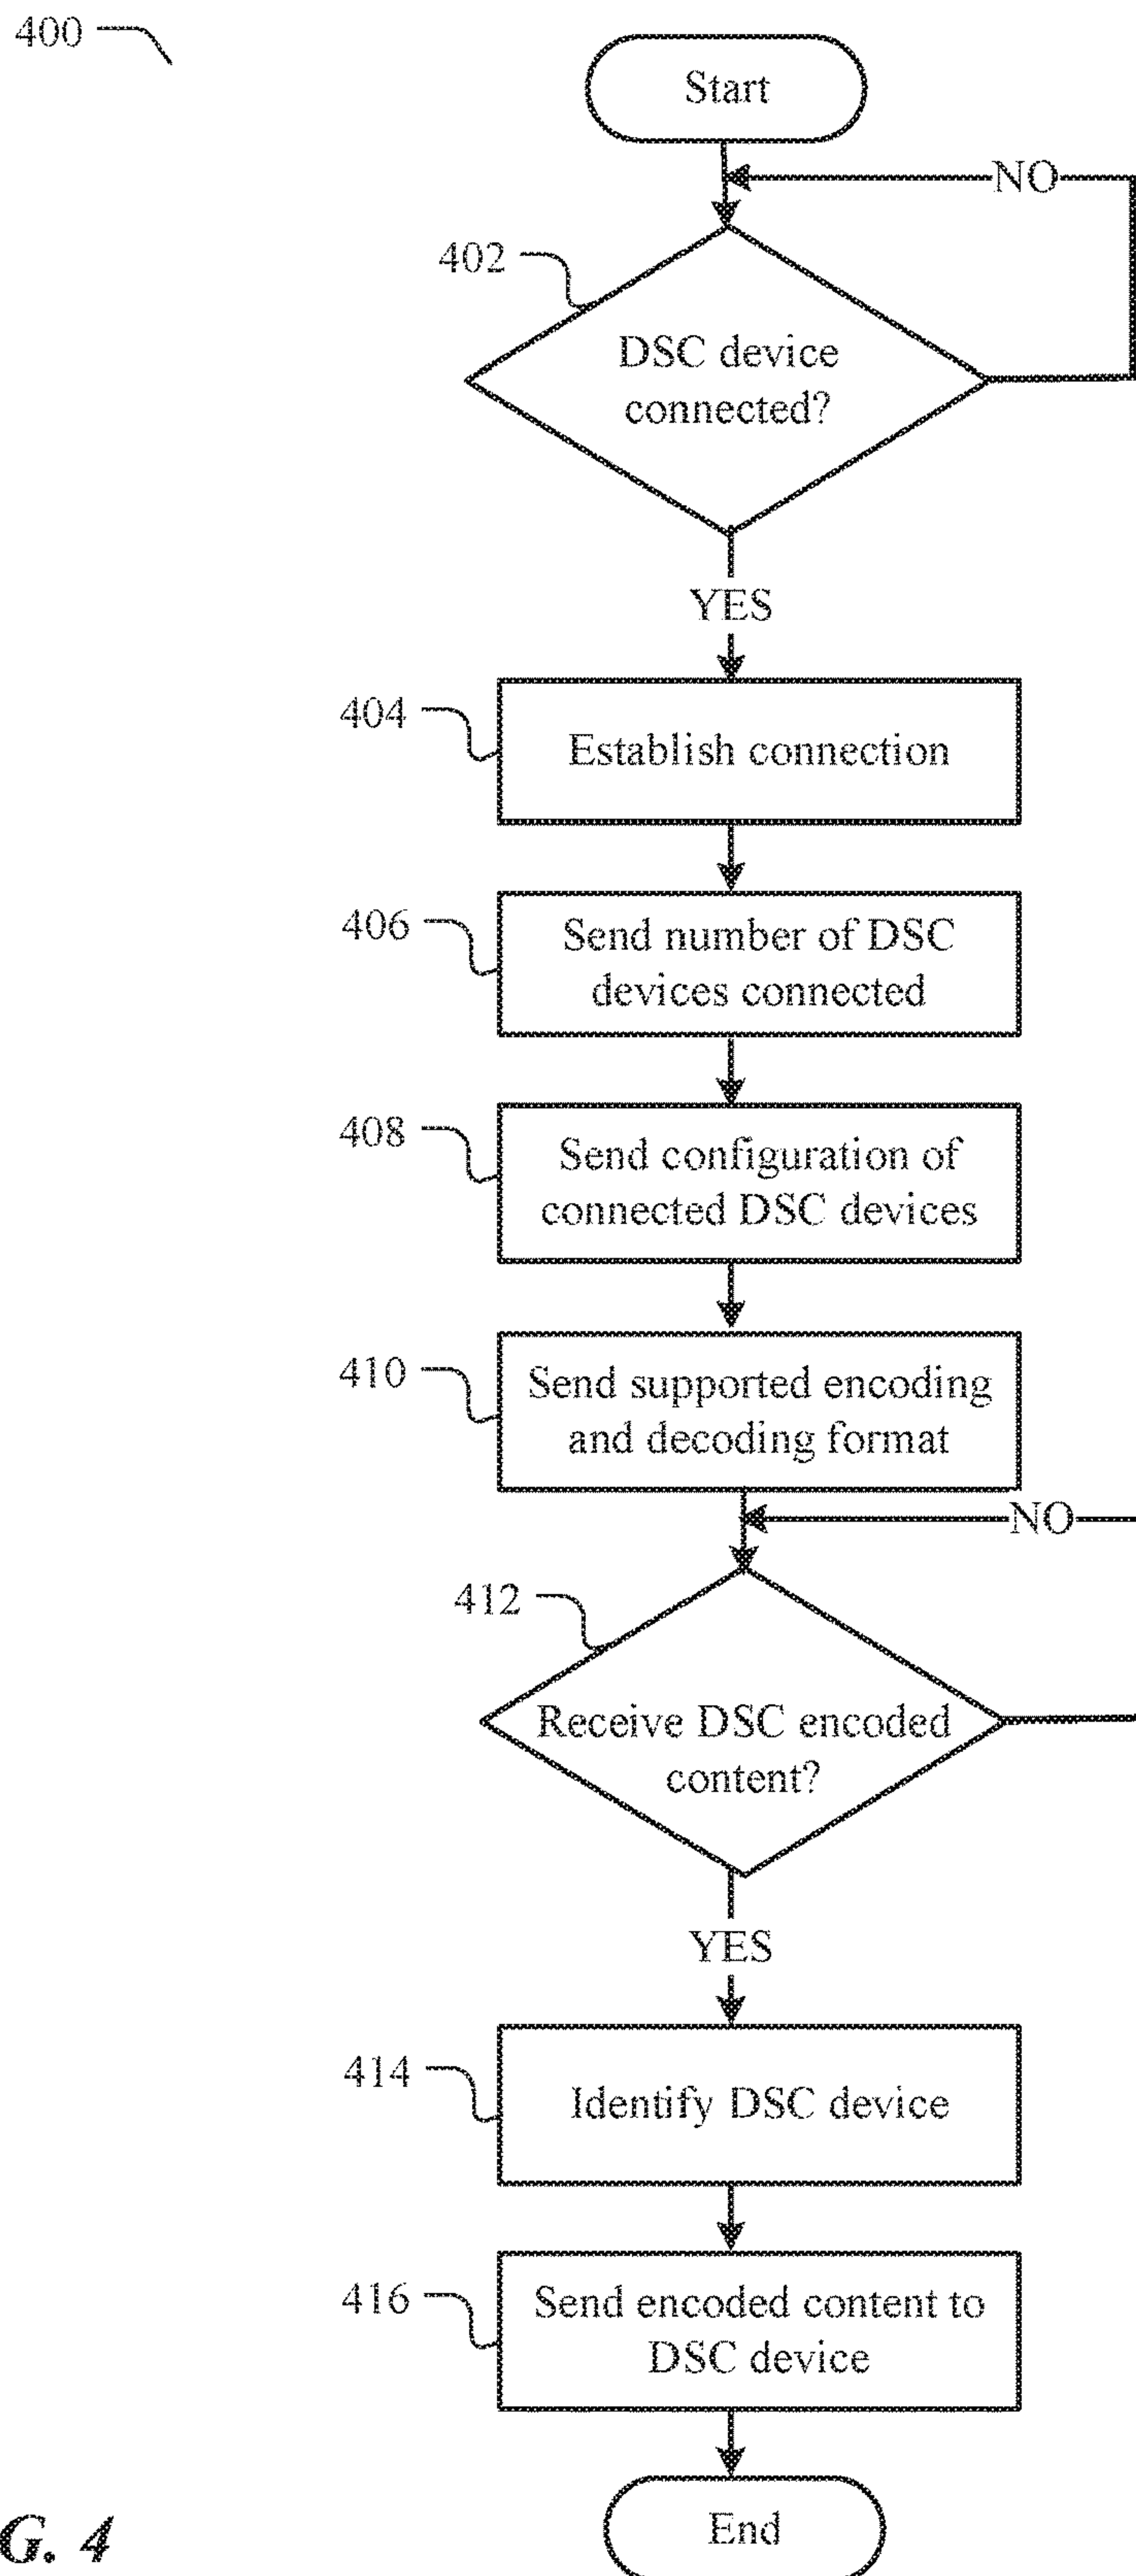 400
Start
NO
402
DSC device
connected?
YES
404
Establish connection
406
Send number of DSC
devices connected
408
Send configuration of
connected DSC devices
410
Send supported encoding
and decoding format
NO
412
Receive DSC encoded
content?
YES
414
Identify DSC device
416
Send encoded content to
DSC device
End
G. 4